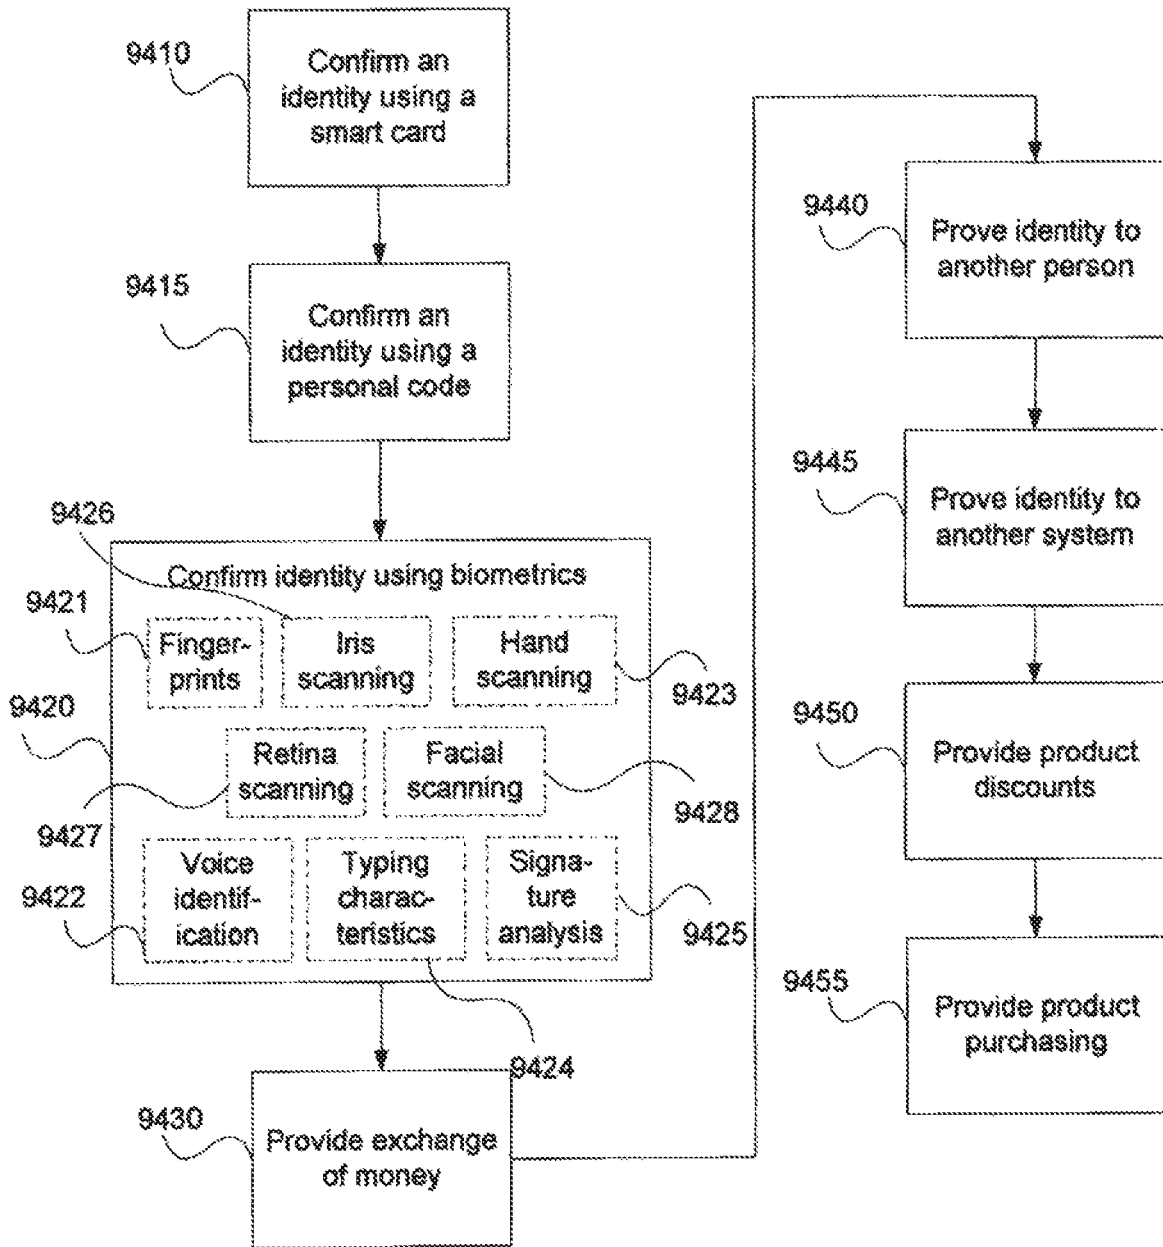 9410
Confirm an
identity using a
smart card
9415
Confirm an
identity using a
personal code
9426
Confirm identity using biometrics
9421
Finger-
prints
Iris
scanning
Hand
scanning
9423
9420
Retina
scanning
Facial
scanning
9427
9428
Voice
identif-
ication
Typing
charac-
teristics
Signa-
ture
analysis
9422
9425
9424
9430
Provide exchange
of money
9440
Prove identity to
another person
9445
Prove identity to
another system
9450
Provide product
discounts
9455
Provide product
purchasing